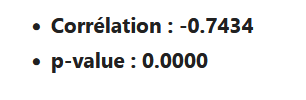 • Corrélation : -0.7434
• p-value : 0.0000